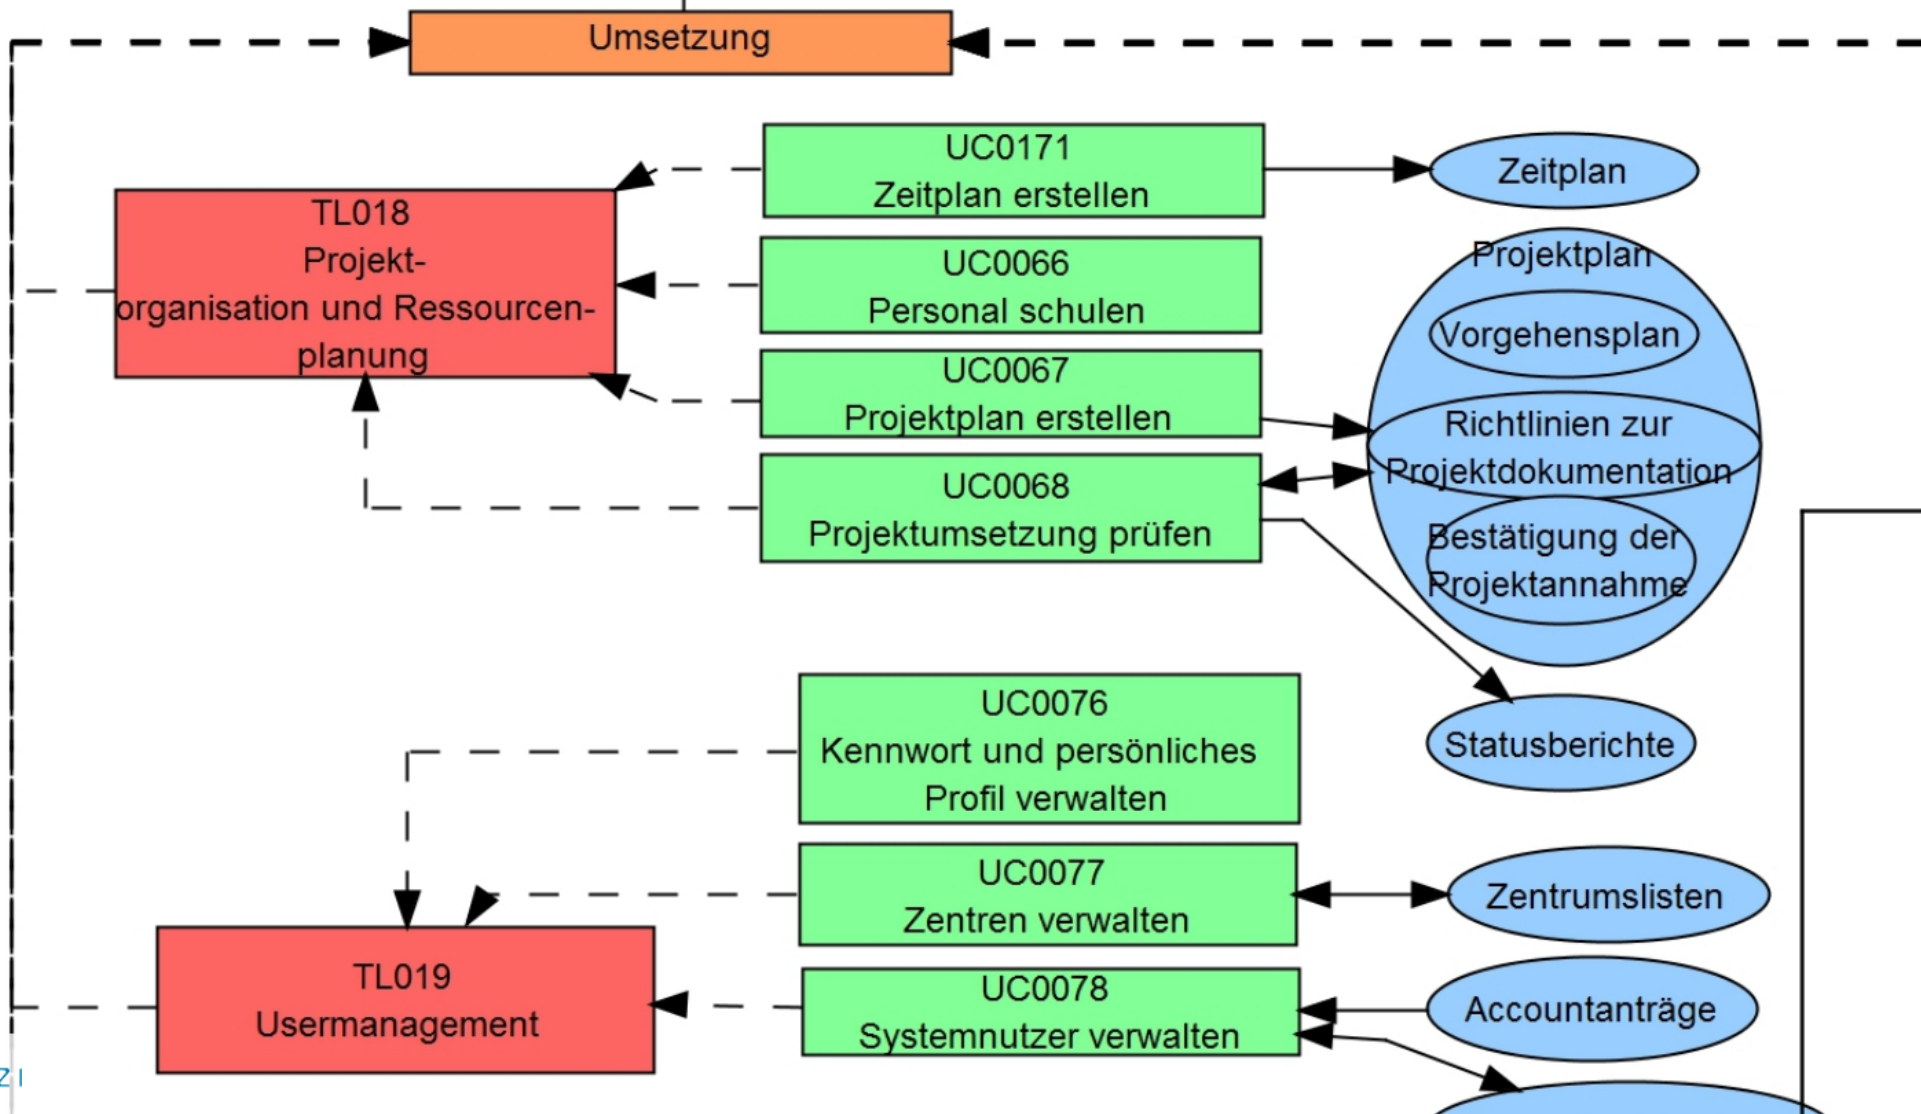 Umsetzung
UC0171
Zeitplan erstellen
Zeitplan
TL018
Projekt-
organisation und Ressourcen-
planung
UC0066
Personal schulen
Projektplan
Vorgehensplan
UC0067
Projektplan erstellen
Richtlinien zur
Projektdokumentation
UC0068
Projektumsetzung prüfen
Bestätigung der
Projektannahme
Statusberichte
UC0076
Kennwort und persönliches
Profil verwalten
UC0077
Zentren verwalten
Zentrumslisten
TL019
Usermanagement
UC0078
Systemnutzer verwalten
Accountanträge